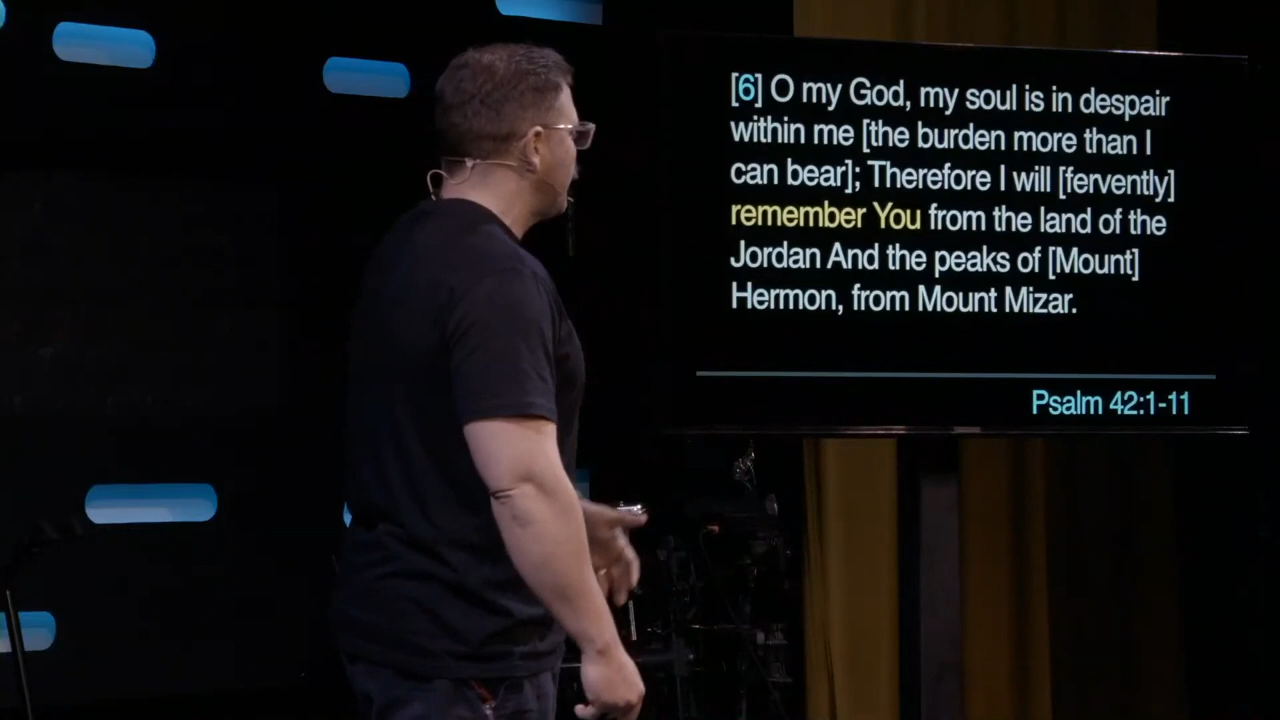 [6] O my God, my soul is in despair
within me [the burden more than I
can bear]; Therefore I will [fervently]
remember You from the land of the
Jordan And the peaks of [Mount]
Hermon, from Mount Mizar.
Psalm 42:1-11